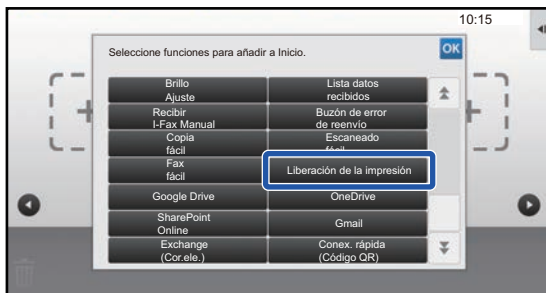 10:15
Seleccione funciones para añadir a Inicio.
OK
Brillo
Ajuste
Lista datos
recibidos
Recibir
I-Fax Manual
Buzón de error
de reenvío
Copia
fácil
Escaneado
fácil
Fax
fácil
Liberación de la impresión
Google Drive
OneDrive
SharePoint
Online
Gmail
Exchange
(Cor.ele.)
Conex. rápida
(Código QR)